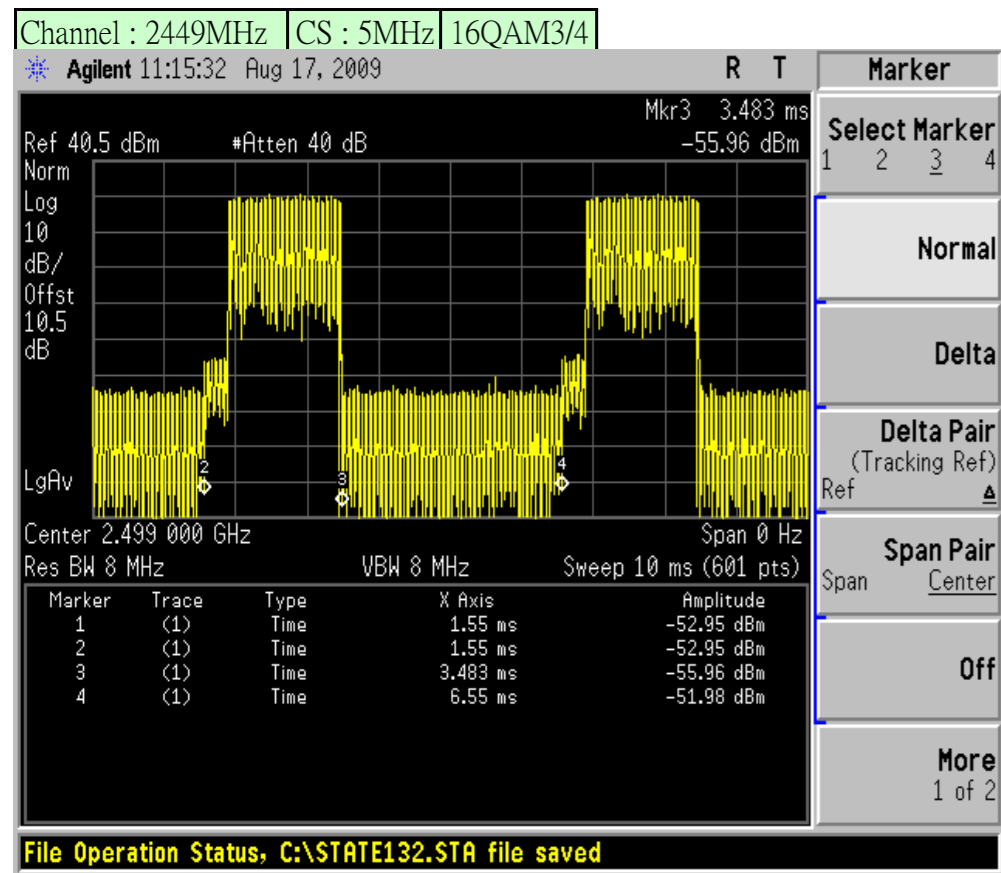 Channel : 2449MHz CS : 5MHz 16QAM3/4
Agilent 11:15:32 Aug 17, 2009 R T
Mkr3 3.483 ms
Ref 40.5 dBm #Atten 40 dB -55.96 dBm
Norm
Log
10
dB/
Offst
10.5
dB
LgAv
2
3
4
Center 2.499 000 GHz Span 0 Hz
Res BW 8 MHz VBW 8 MHz Sweep 10 ms (601 pts)
Marker Trace Type X Axis Amplitude
1 (1) Time 1.55 ms -52.95 dBm
2 (1) Time 1.55 ms -52.95 dBm
3 (1) Time 3.483 ms -55.96 dBm
4 (1) Time 6.55 ms -51.98 dBm
Marker
Select Marker
1 2 3 4
Normal
Delta
Delta Pair
(Tracking Ref)
Ref Δ
Span Pair
Span Center
Off
More
1 of 2
File Operation Status, C:\STATE132.STA file saved